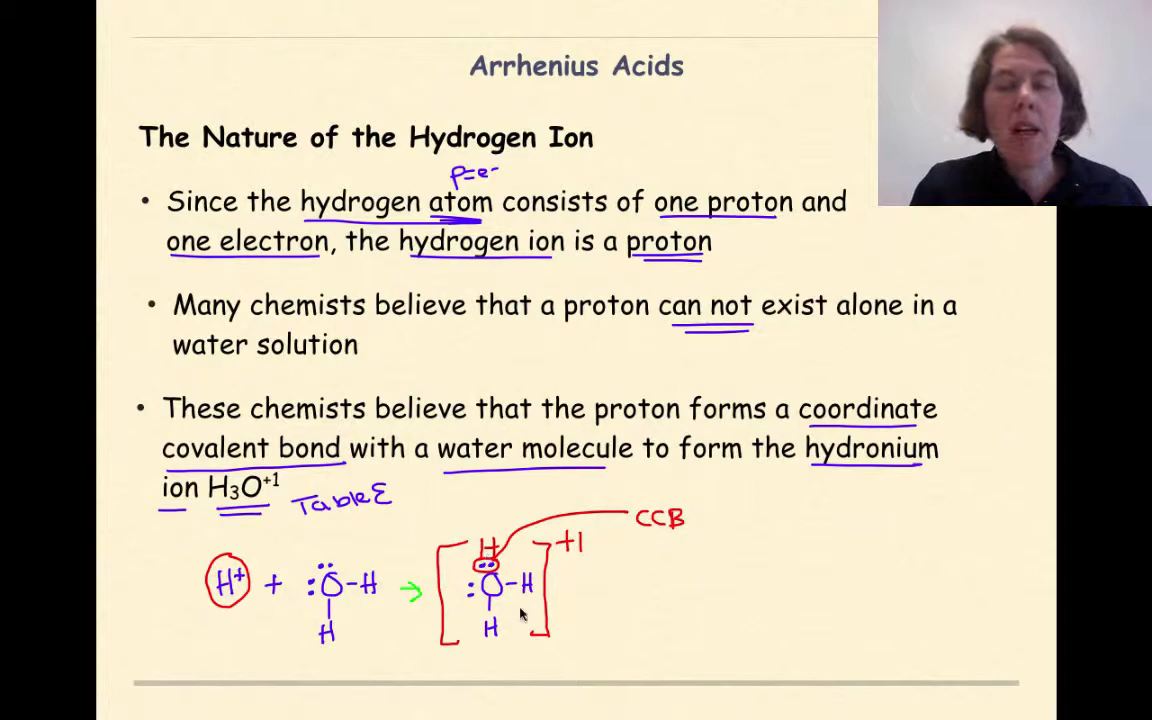 Arrhenius Acids
The Nature of the Hydrogen Ion
p=e-
• Since the hydrogen atom consists of one proton and
one electron, the hydrogen ion is a proton
• Many chemists believe that a proton can not exist alone in a
water solution
• These chemists believe that the proton forms a coordinate
covalent bond with a water molecule to form the hydronium
ion H₃O⁺¹
Table E
CCB
H +1
H⁺ + :Ö-H → [:Ö-H]
H H